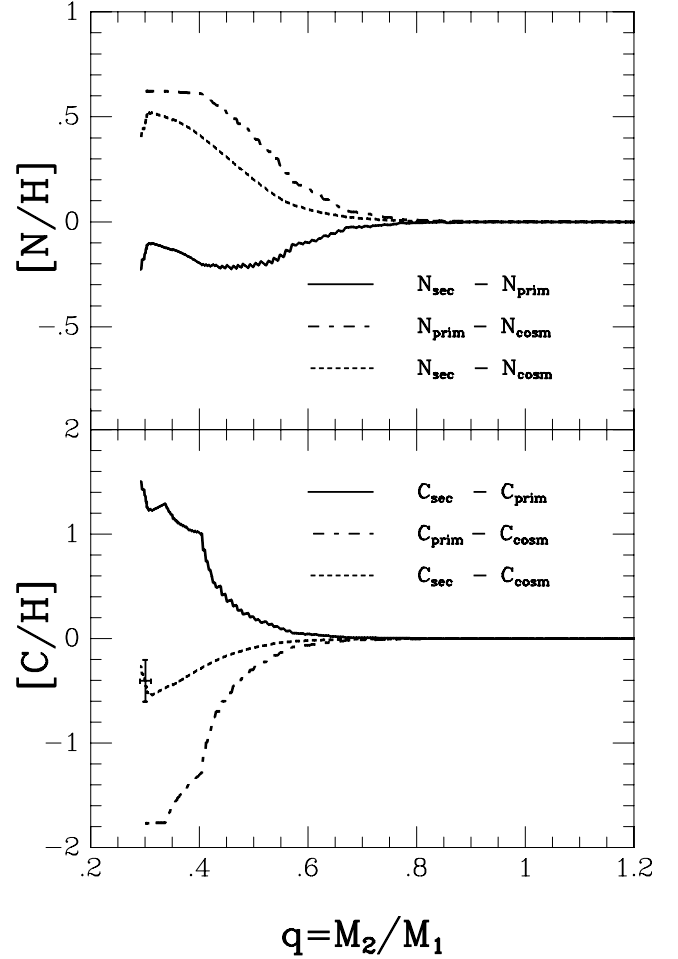 1
.5
[N/H]
0
N_sec − N_prim
N_prim − N_cosm
−.5
N_sec − N_cosm
2
C_sec − C_prim
1
C_prim − C_cosm
C_sec − C_cosm
[C/H]
0
−1
−2
.2 .4 .6 .8 1 1.2
q=M_2/M_1